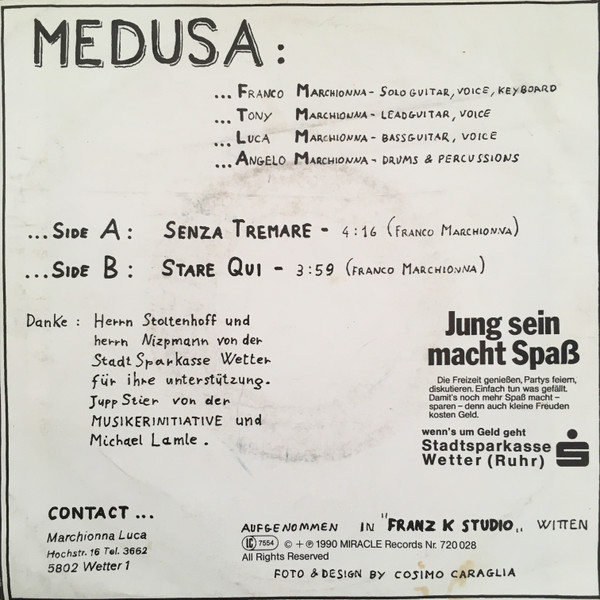 MEDUSA:
...FRANCO MARCHIONNA - SOLO GUITAR, VOICE, KEYBOARD
...TONY MARCHIONNA - LEADGUITAR, VOICE
...LUCA MARCHIONNA - BASSGUITAR, VOICE
...ANGELO MARCHIONNA - DRUMS & PERCUSSIONS
...SIDE A: SENZA TREMARE - 4:16 (FRANCO MARCHIONNA)
...SIDE B: STARE QUI - 3:59 (FRANCO MARCHIONNA)
Danke: Herrn Stoltenhoff und
herrn Nizpmann von der
Stadt Sparkasse Wetter
für ihre unterstützung.
Jupp Stier von der
MUSIKERINITIATIVE und
Michael Lamle.
Jung sein
macht Spaß
Die Freizeit genießen, Partys feiern,
diskutieren. Einfach tun was gefällt.
Damit's noch mehr Spaß macht –
sparen – denn auch kleine Freuden
kosten Geld.
wenn's um Geld geht
Stadtsparkasse
Wetter (Ruhr)
CONTACT ...
Marchionna Luca
Hochstr. 16 Tel. 3662
5802 Wetter 1
AUFGENOMMEN IN "FRANZ K STUDIO„ WITTEN
LC 7554 © + ℗ 1990 MIRACLE Records Nr. 720 028
All Rights Reserved
FOTO & DESIGN BY COSIMO CARAGLIA